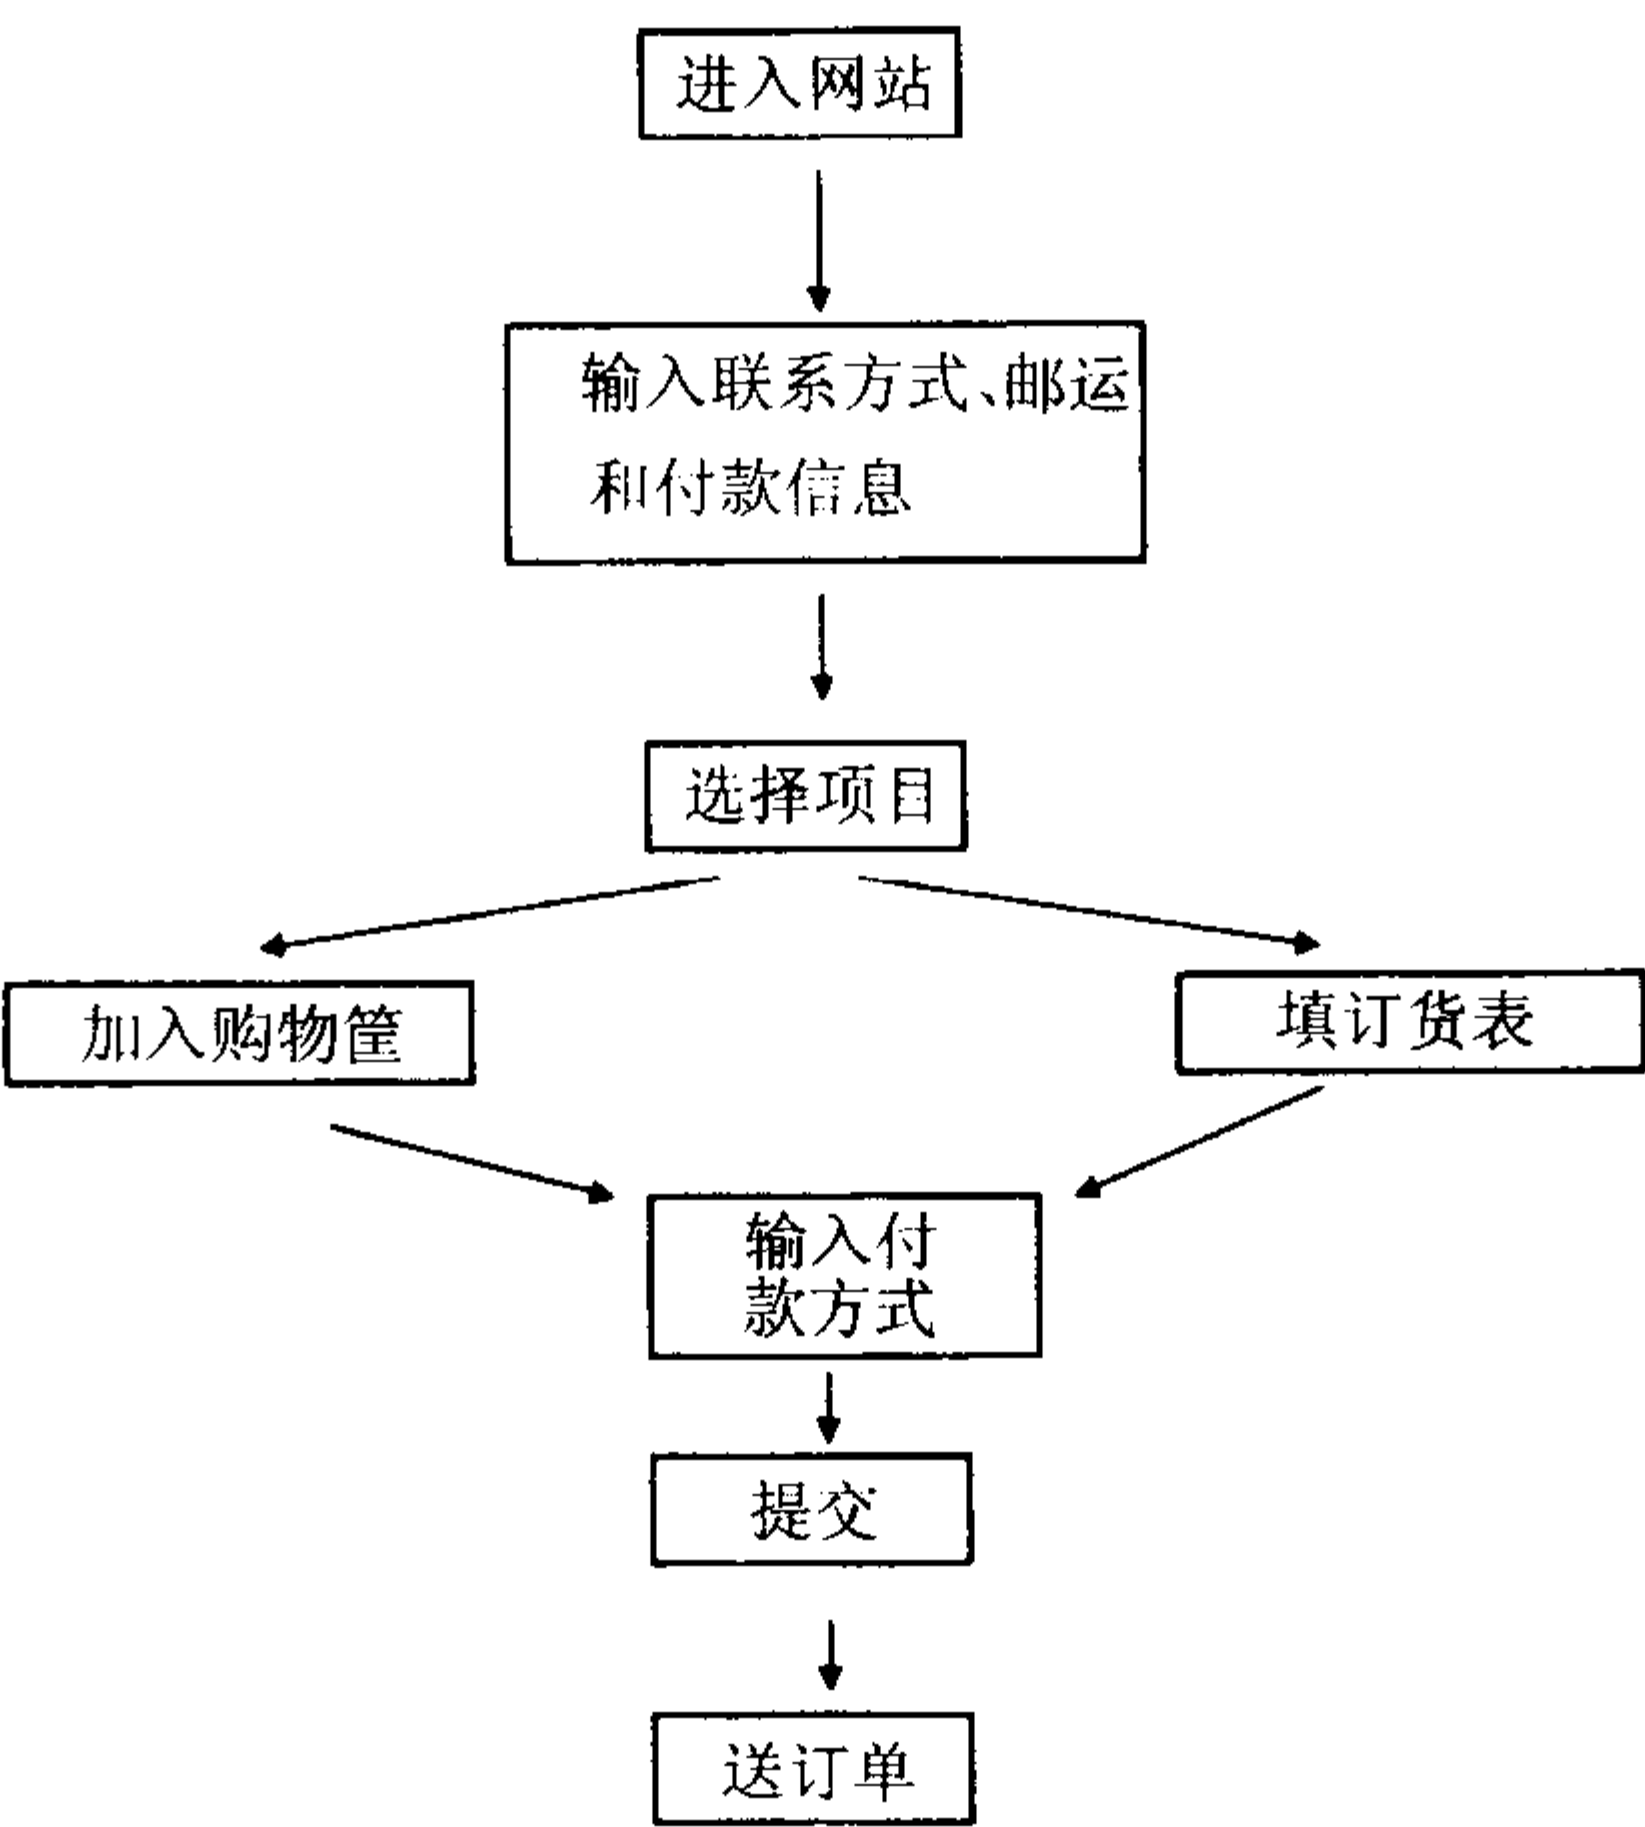 进入网站
输入联系方式、邮运
和付款信息
选择项目
加入购物筐
填订货表
输入付
款方式
提交
送订单